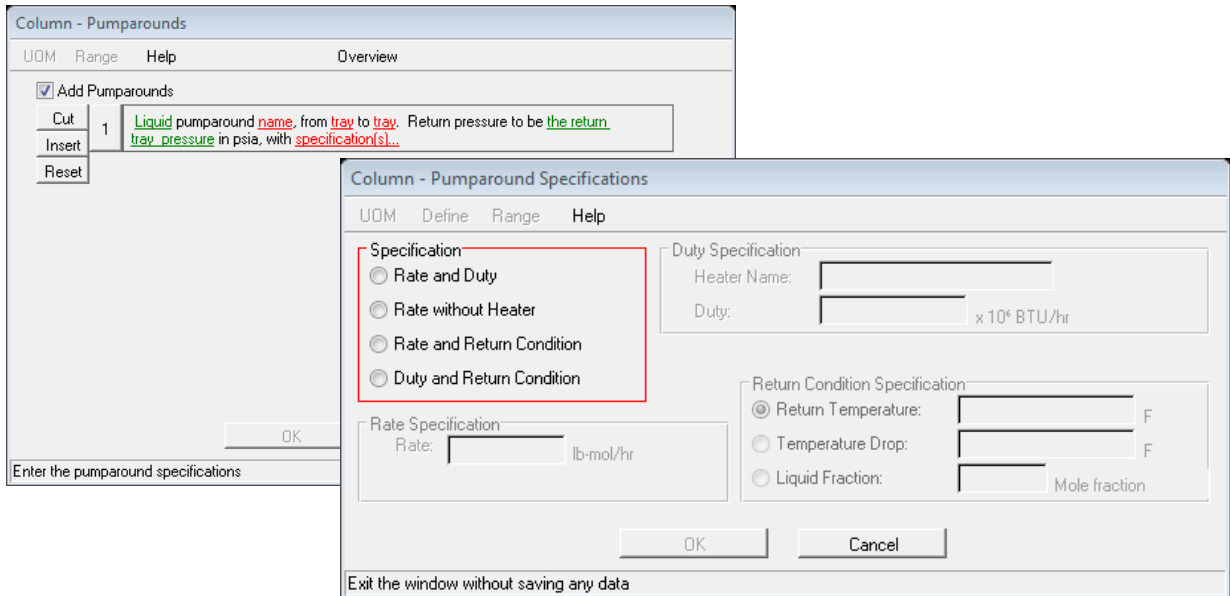 Column - Pumparounds
UOM Range Help Overview
Add Pumparounds
Cut
Insert
Reset
1
Liquid pumparound name, from tray to tray. Return pressure to be the return
tray pressure in psia, with specification(s)...
OK
Enter the pumparound specifications
Column - Pumparound Specifications
UOM Define Range Help
Specification
Rate and Duty
Rate without Heater
Rate and Return Condition
Duty and Return Condition
Duty Specification
Heater Name:
Duty: x 10⁶ BTU/hr
Rate Specification
Rate: lb-mol/hr
Return Condition Specification
Return Temperature: F
Temperature Drop: F
Liquid Fraction: Mole fraction
OK Cancel
Exit the window without saving any data